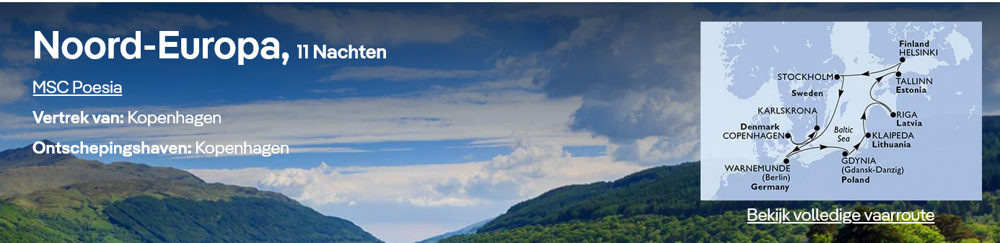 Noord-Europa, 11 Nachten
MSC Poesia
Vertrek van: Kopenhagen
Ontschepingshaven: Kopenhagen
Finland
HELSINKI
STOCKHOLM
TALLINN
Estonia
Sweden
KARLSKRONA
RIGA
Latvia
Denmark
COPENHAGEN
Baltic
Sea
KLAIPEDA
Lithuania
WARNEMUNDE
(Berlin)
Germany
GDYNIA
(Gdansk-Danzig)
Poland
Bekijk volledige vaarroute